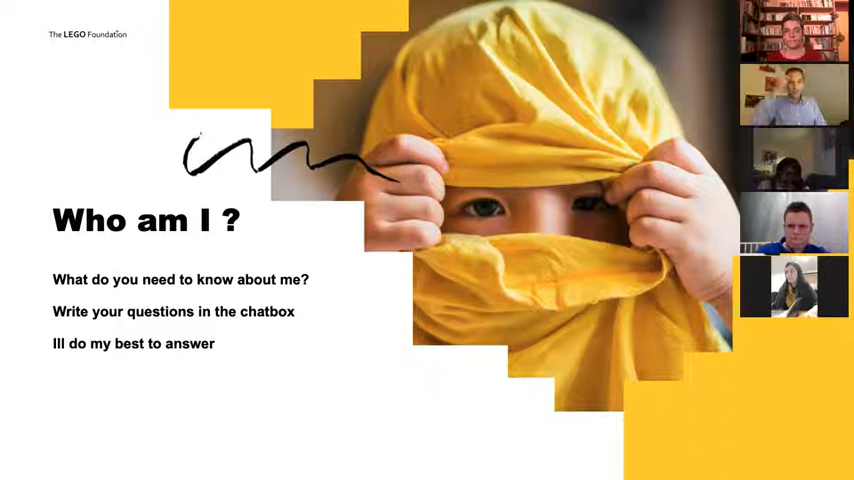 The LEGO Foundation
Who am I ?
What do you need to know about me?
Write your questions in the chatbox
Ill do my best to answer